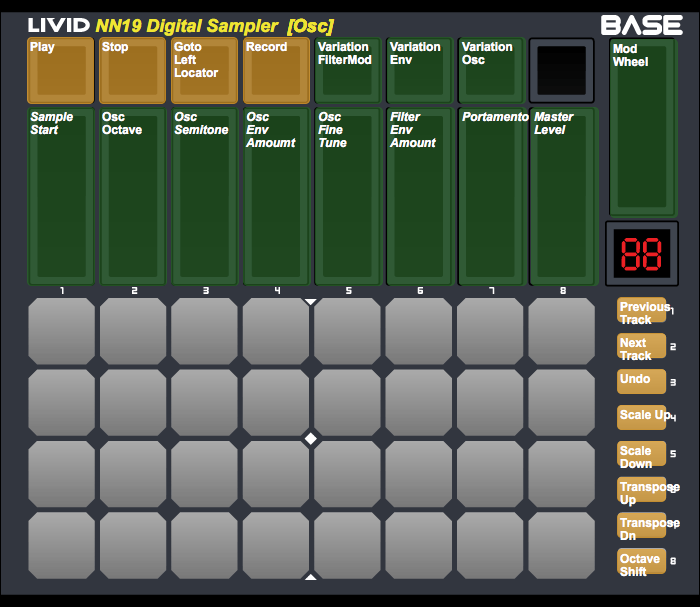 LIVID NN19 Digital Sampler [Osc] BASE
Play
Stop
Goto
Left
Locator
Record
Variation
FilterMod
Variation
Env
Variation
Osc
Mod
Wheel
Sample
Start
Osc
Octave
Osc
Semitone
Osc
Env
Amoumt
Osc
Fine
Tune
Filter
Env
Amount
Portamento
Master
Level
88
1 2 3 4 5 6 7 8
Previous
Track
1
Next
Track
2
Undo
3
Scale Up
4
Scale
Down
5
Transpose
Up
6
Transpose
Dn
Octave
Shift
8